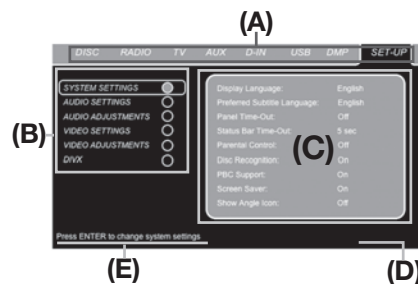 (A)
DISC RADIO TV AUX D-IN USB DMP SET-UP
SYSTEM SETTINGS
AUDIO SETTINGS
AUDIO ADJUSTMENTS
VIDEO SETTINGS
VIDEO ADJUSTMENTS
DIVX
(B)
Display Language: English
Preferred Subtitle Language: English
Panel Time-Out: Off
Status Bar Time-Out: 5 sec
Parental Control: Off
Disc Recognition: On
PBC Support: On
Screen Saver: On
Show Angle Icon: Off
(C)
Press ENTER to change system settings
(E)
(D)